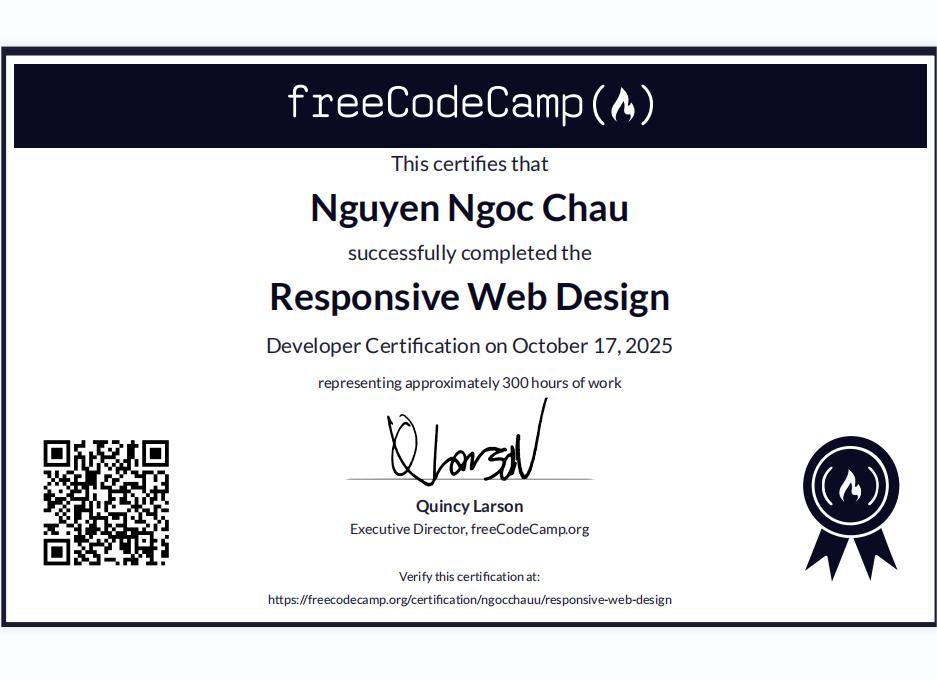 freeCodeCamp
This certifies that
Nguyen Ngoc Chau
successfully completed the
Responsive Web Design
Developer Certification on October 17, 2025
representing approximately 300 hours of work
QLarson
Quincy Larson
Executive Director, freeCodeCamp.org
Verify this certification at:
https://freecodecamp.org/certification/ngocchauu/responsive-web-design